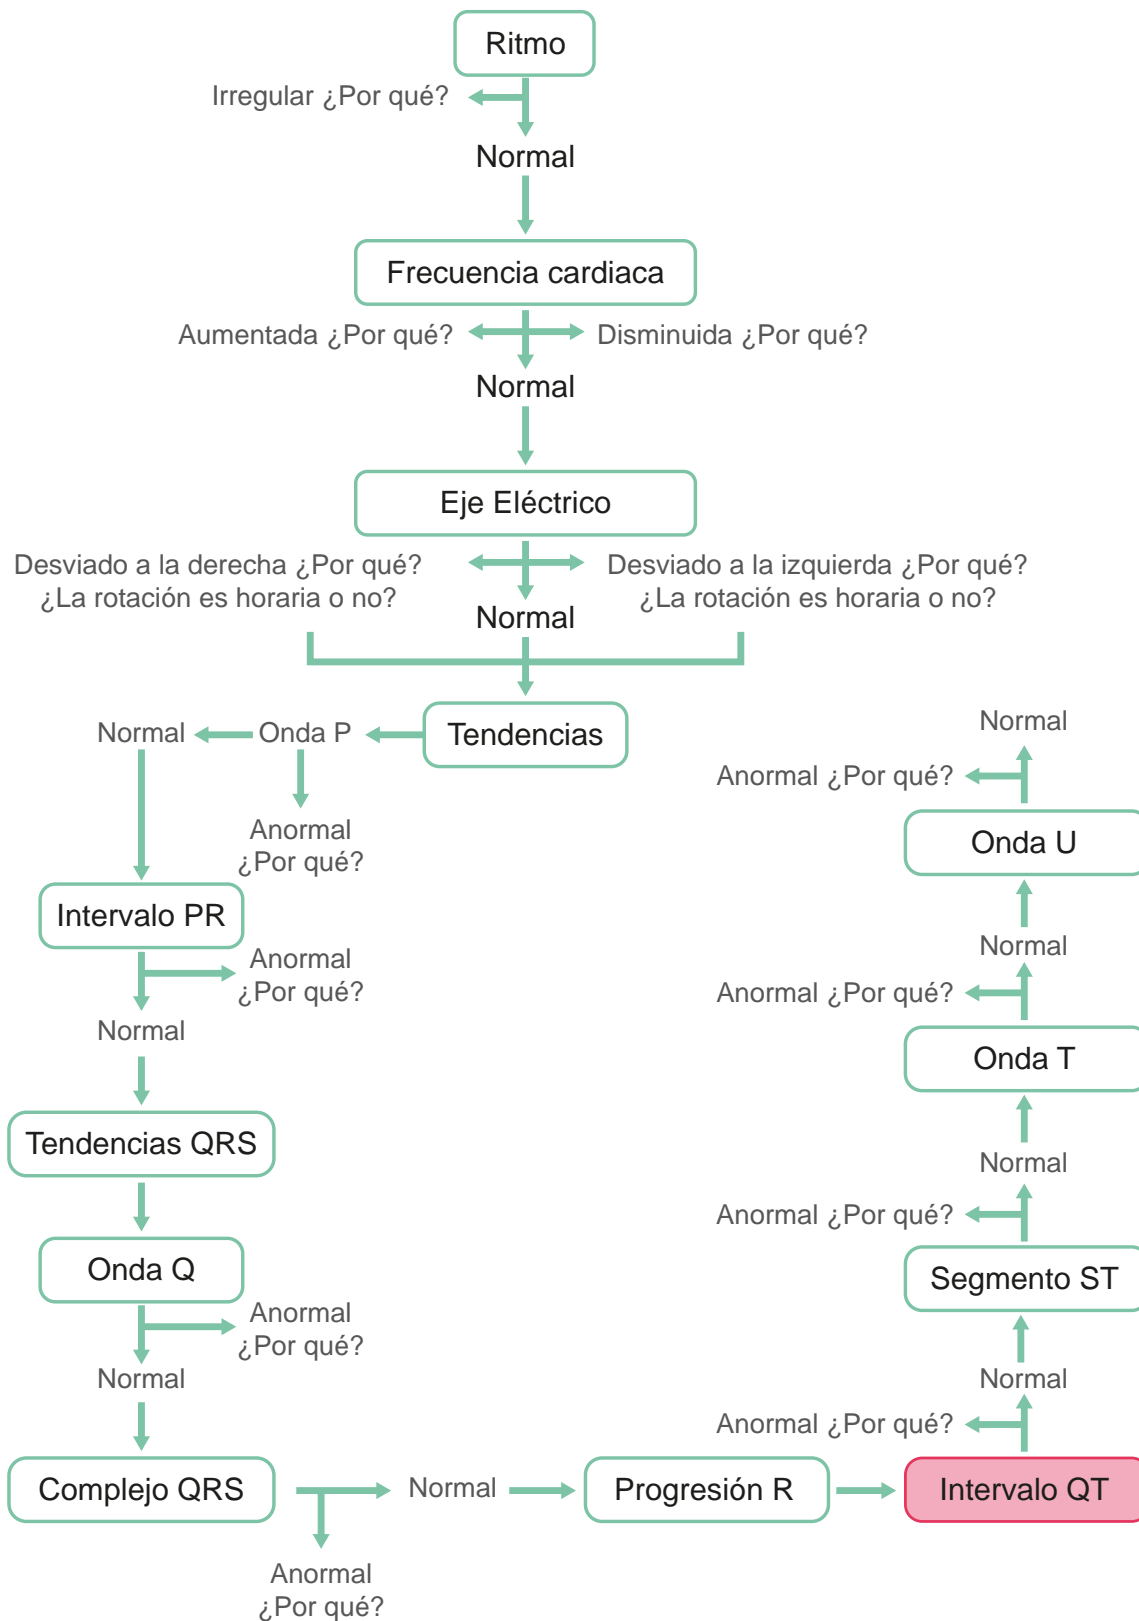 Ritmo
Irregular ¿Por qué?
Normal
Frecuencia cardiaca
Aumentada ¿Por qué?
Disminuida ¿Por qué?
Normal
Eje Eléctrico
Desviado a la derecha ¿Por qué?
¿La rotación es horaria o no?
Desviado a la izquierda ¿Por qué?
¿La rotación es horaria o no?
Normal
Tendencias
Onda P
Normal
Anormal
¿Por qué?
Intervalo PR
Anormal
¿Por qué?
Normal
Tendencias QRS
Onda Q
Anormal
¿Por qué?
Normal
Complejo QRS
Anormal
¿Por qué?
Normal
Progresión R
Intervalo QT
Anormal ¿Por qué?
Normal
Segmento ST
Anormal ¿Por qué?
Normal
Onda T
Anormal ¿Por qué?
Normal
Onda U
Anormal ¿Por qué?
Normal